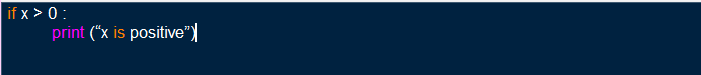 if x > 0 :
print (“x is positive”)